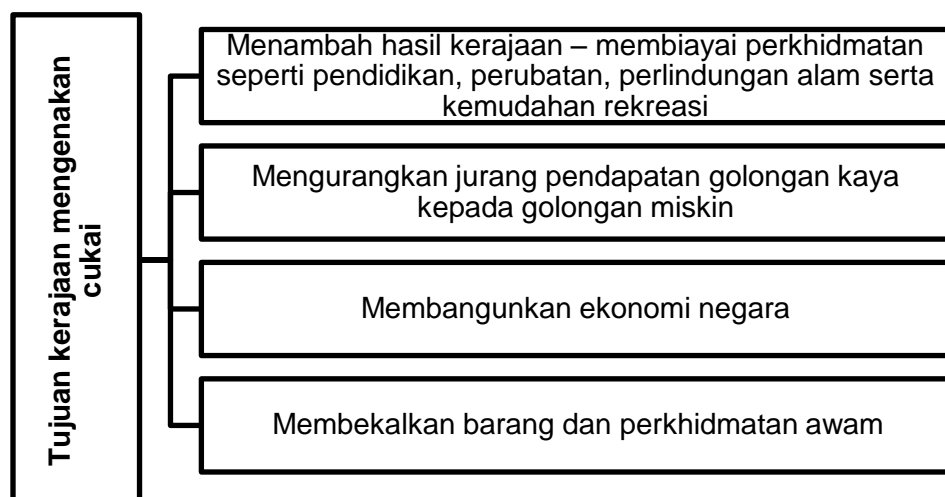 Tujuan kerajaan mengenakan
cukai
Menambah hasil kerajaan – membiayai perkhidmatan
seperti pendidikan, perubatan, perlindungan alam serta
kemudahan rekreasi
Mengurangkan jurang pendapatan golongan kaya
kepada golongan miskin
Membangunkan ekonomi negara
Membekalkan barang dan perkhidmatan awam